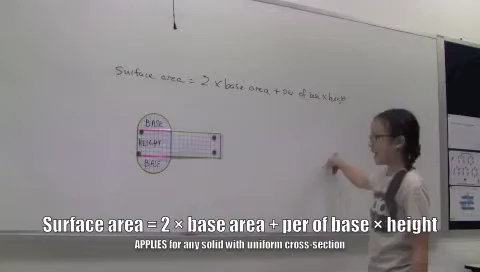 Surface area = 2 × base area + per of base × height
BASE
HEIGHT
BASE
Surface area = 2 × base area + per of base × height
APPLIES for any solid with uniform cross-section